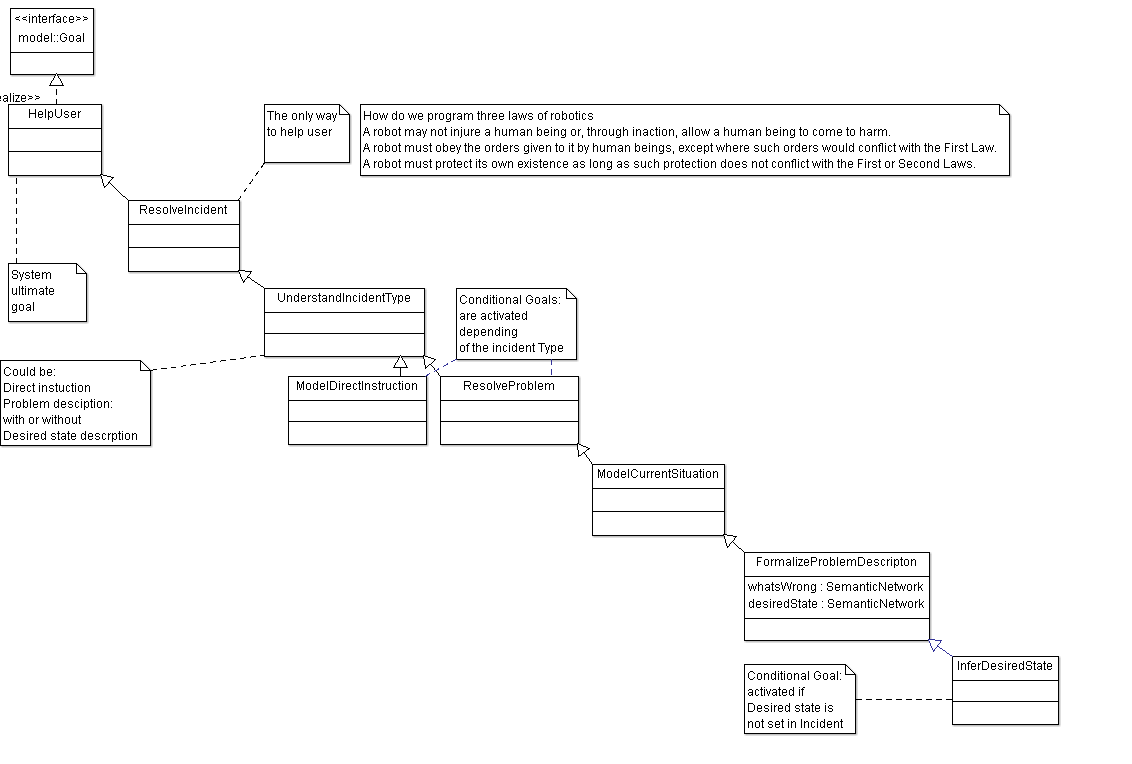 <<interface>>
model::Goal
ealize>>
HelpUser
The only way
to help user
How do we program three laws of robotics
A robot may not injure a human being or, through inaction, allow a human being to come to harm.
A robot must obey the orders given to it by human beings, except where such orders would conflict with the First Law.
A robot must protect its own existence as long as such protection does not conflict with the First or Second Laws.
ResolveIncident
System
ultimate
goal
UnderstandIncidentType
Conditional Goals:
are activated
depending
of the incident Type
Could be:
Direct instuction
Problem desciption:
with or without
Desired state descrption
ModelDirectInstruction
ResolveProblem
ModelCurrentSituation
FormalizeProblemDescripton
whatsWrong : SemanticNetwork
desiredState : SemanticNetwork
InferDesiredState
Conditional Goal:
activated if
Desired state is
not set in Incident